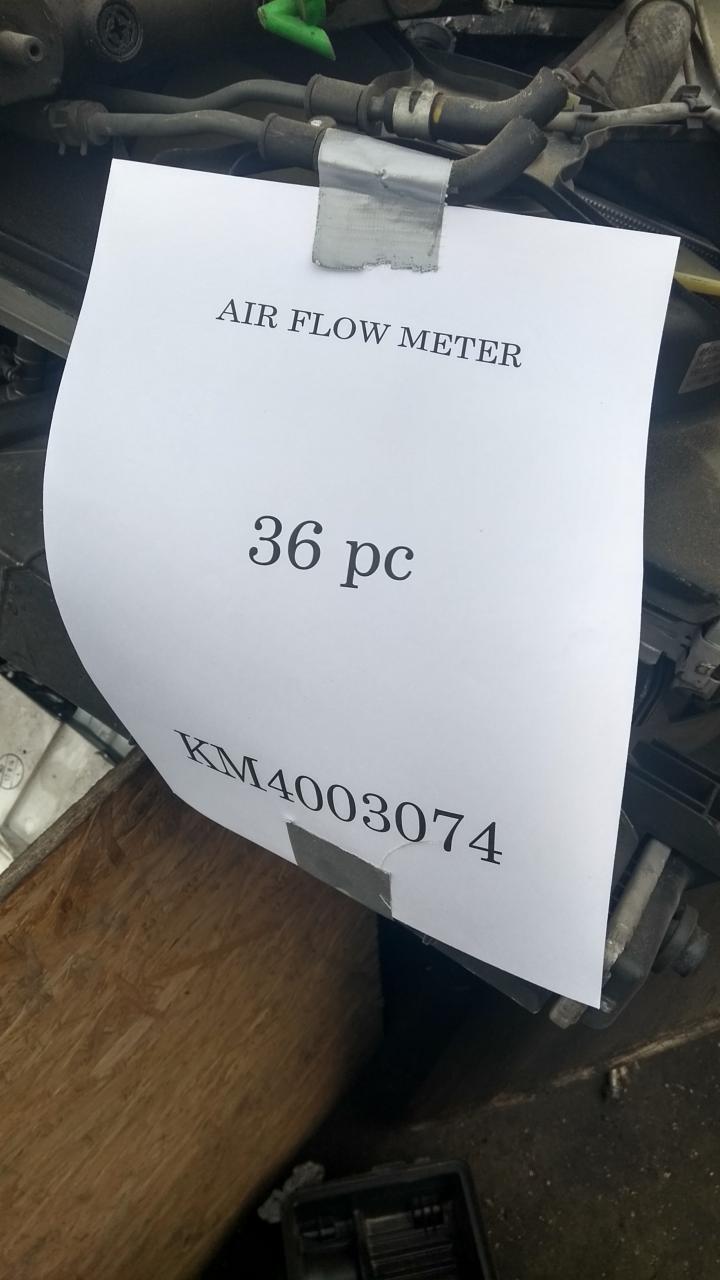 AIR FLOW METER
36 pc
KM4003074